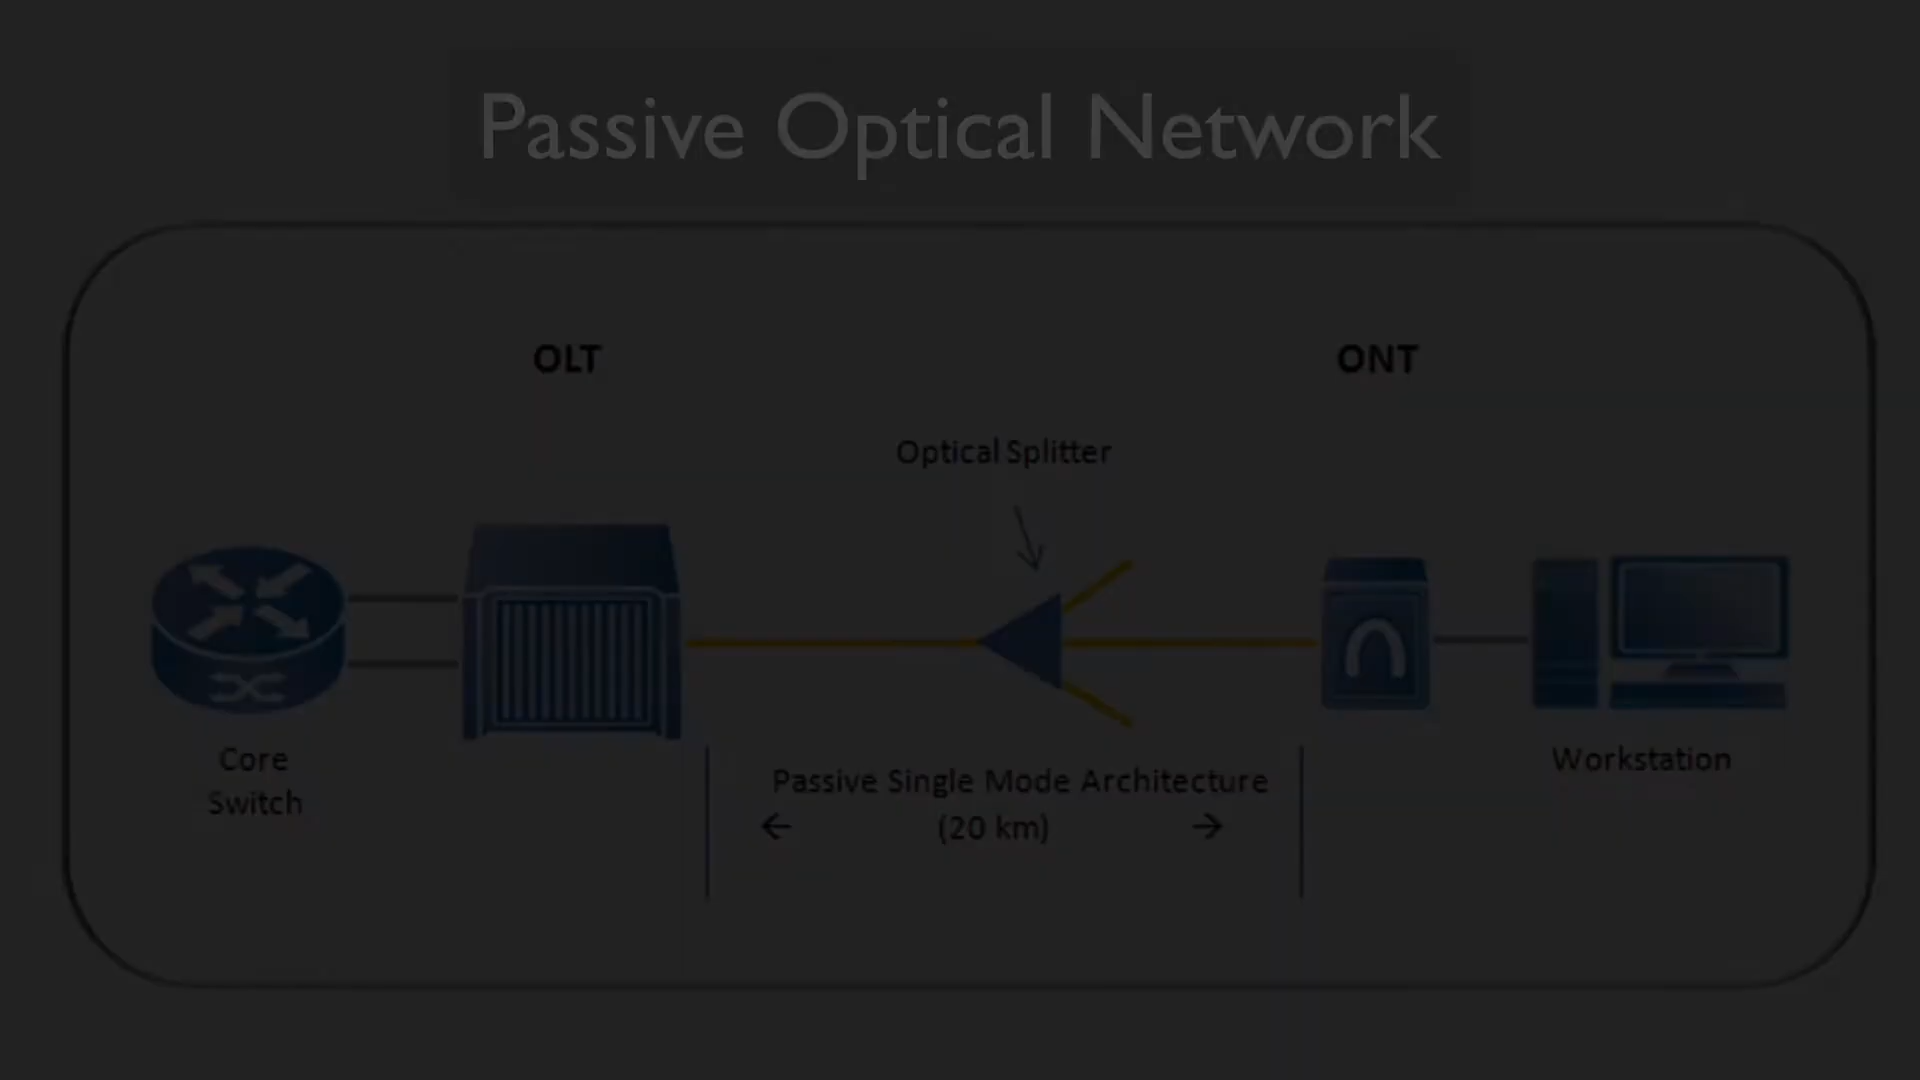 Passive Optical Network
OLT
ONT
Optical Splitter
Core
Switch
Workstation
Passive Single Mode Architecture
← (20 km) →